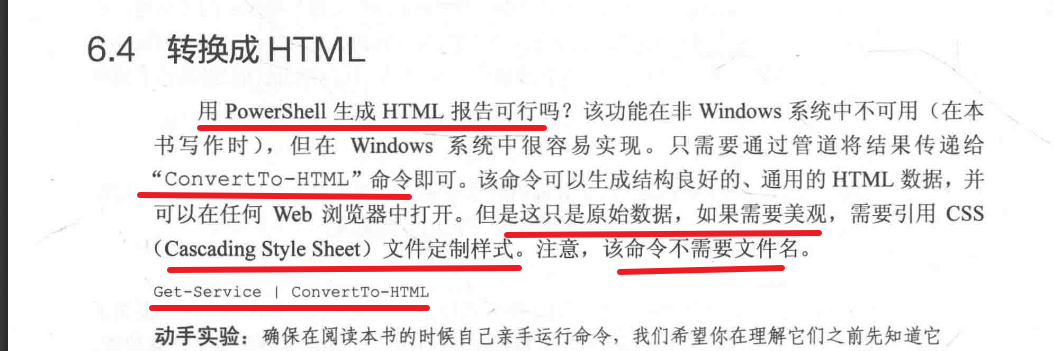 6.4 转换成 HTML
用 PowerShell 生成 HTML 报告可行吗？该功能在非 Windows 系统中不可用（在本
书写作时），但在 Windows 系统中很容易实现。只需要通过管道将结果传递给
“ConvertTo-HTML”命令即可。该命令可以生成结构良好的、通用的 HTML 数据，并
可以在任何 Web 浏览器中打开。但是这只是原始数据，如果需要美观，需要引用 CSS
（Cascading Style Sheet）文件定制样式。注意，该命令不需要文件名。
Get-Service | ConvertTo-HTML
动手实验：确保在阅读本书的时候自己亲手运行命令，我们希望你在理解它们之前先知道它